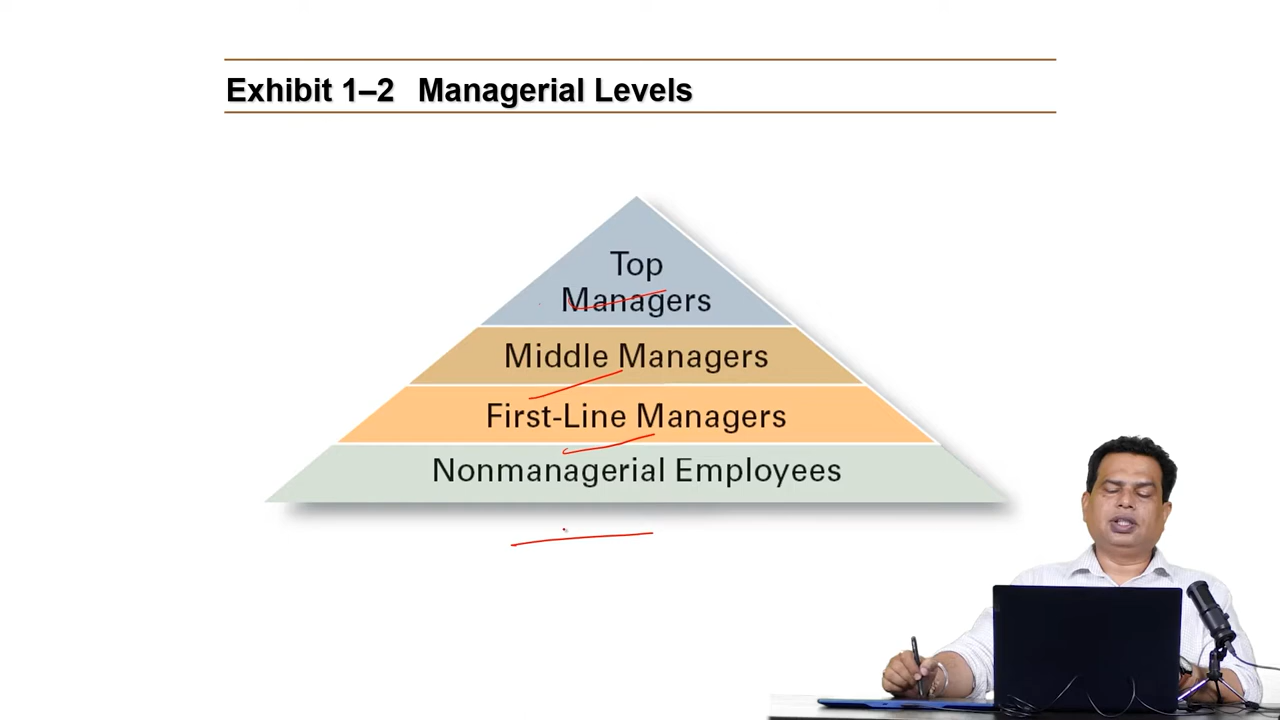 Exhibit 1–2 Managerial Levels
Top
Managers
Middle Managers
First-Line Managers
Nonmanagerial Employees